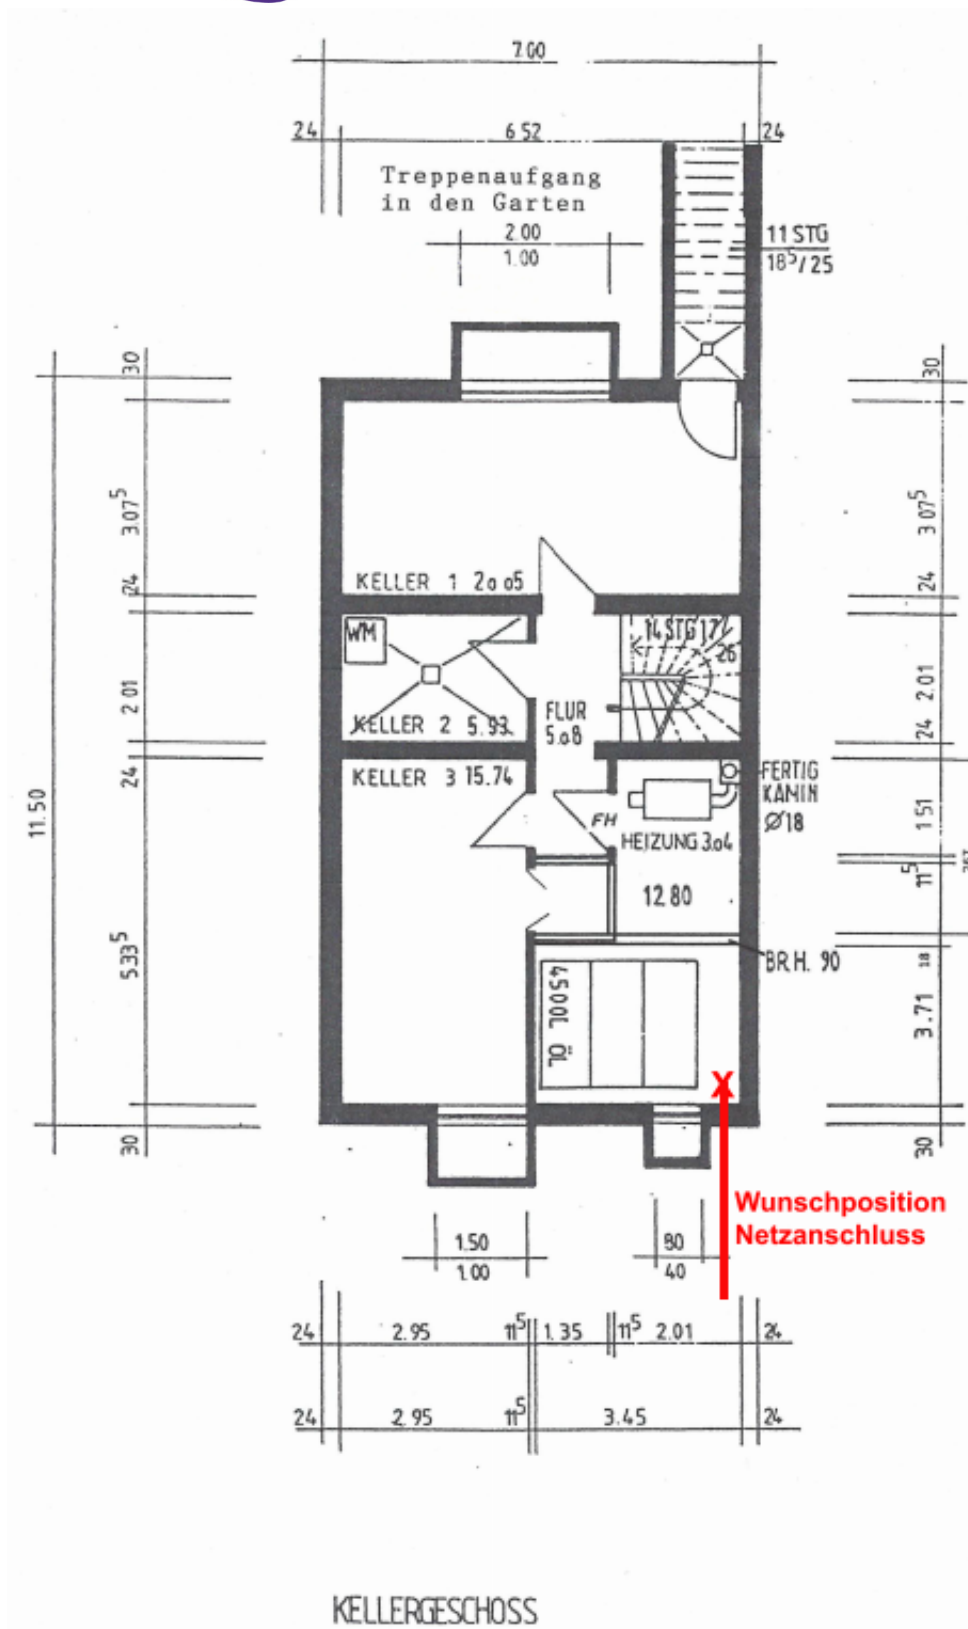 7.00
24 6.52 24
Treppenaufgang
in den Garten
2.00
1.00
11 STG
18⁵/25
30
30
3.07⁵
3.07⁵
24
24
KELLER 1 20.05
WM
14 STG 17
26
2.01
2.01
KELLER 2 5.93
FLUR
5.08
24
24
KELLER 3 15.74
FERTIG
KAMIN
Ø18
11.50
1.51
FH
HEIZUNG 3.04
11⁵
12.80
5.33⁵
BR.H. 90
18
4500L ÖL
3.71
X
30
30
Wunschposition
Netzanschluss
1.50
1.00
80
40
24 2.95 11⁵ 1.35 11⁵ 2.01 24
24 2.95 11⁵ 3.45 24
KELLERGESCHOSS